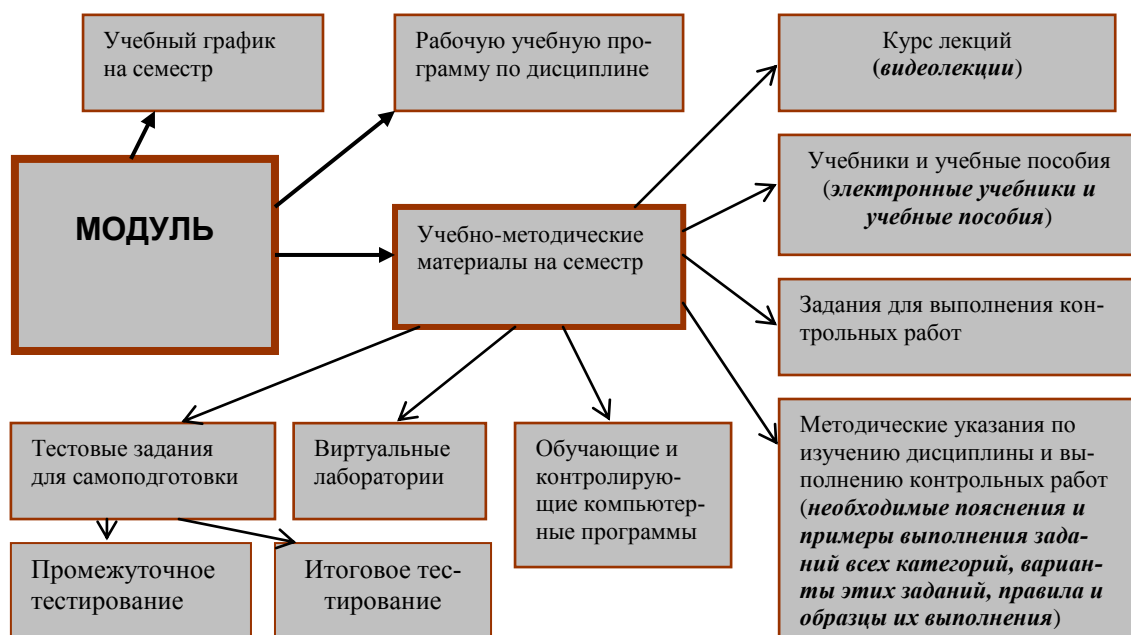 Учебный график
на семестр
Рабочую учебную про-
грамму по дисциплине
Курс лекций
(видеолекции)
МОДУЛЬ
Учебно-методические
материалы на семестр
Учебники и учебные пособия
(электронные учебники и
учебные пособия)
Задания для выполнения кон-
трольных работ
Тестовые задания
для самоподготовки
Виртуальные
лаборатории
Обучающие и
контролирую-
щие компьютер-
ные программы
Методические указания по
изучению дисциплины и вы-
полнению контрольных работ
(необходимые пояснения и
примеры выполнения зада-
ний всех категорий, вариан-
ты этих заданий, правила и
образцы их выполнения)
Промежуточное
тестирование
Итоговое тес-
тирование